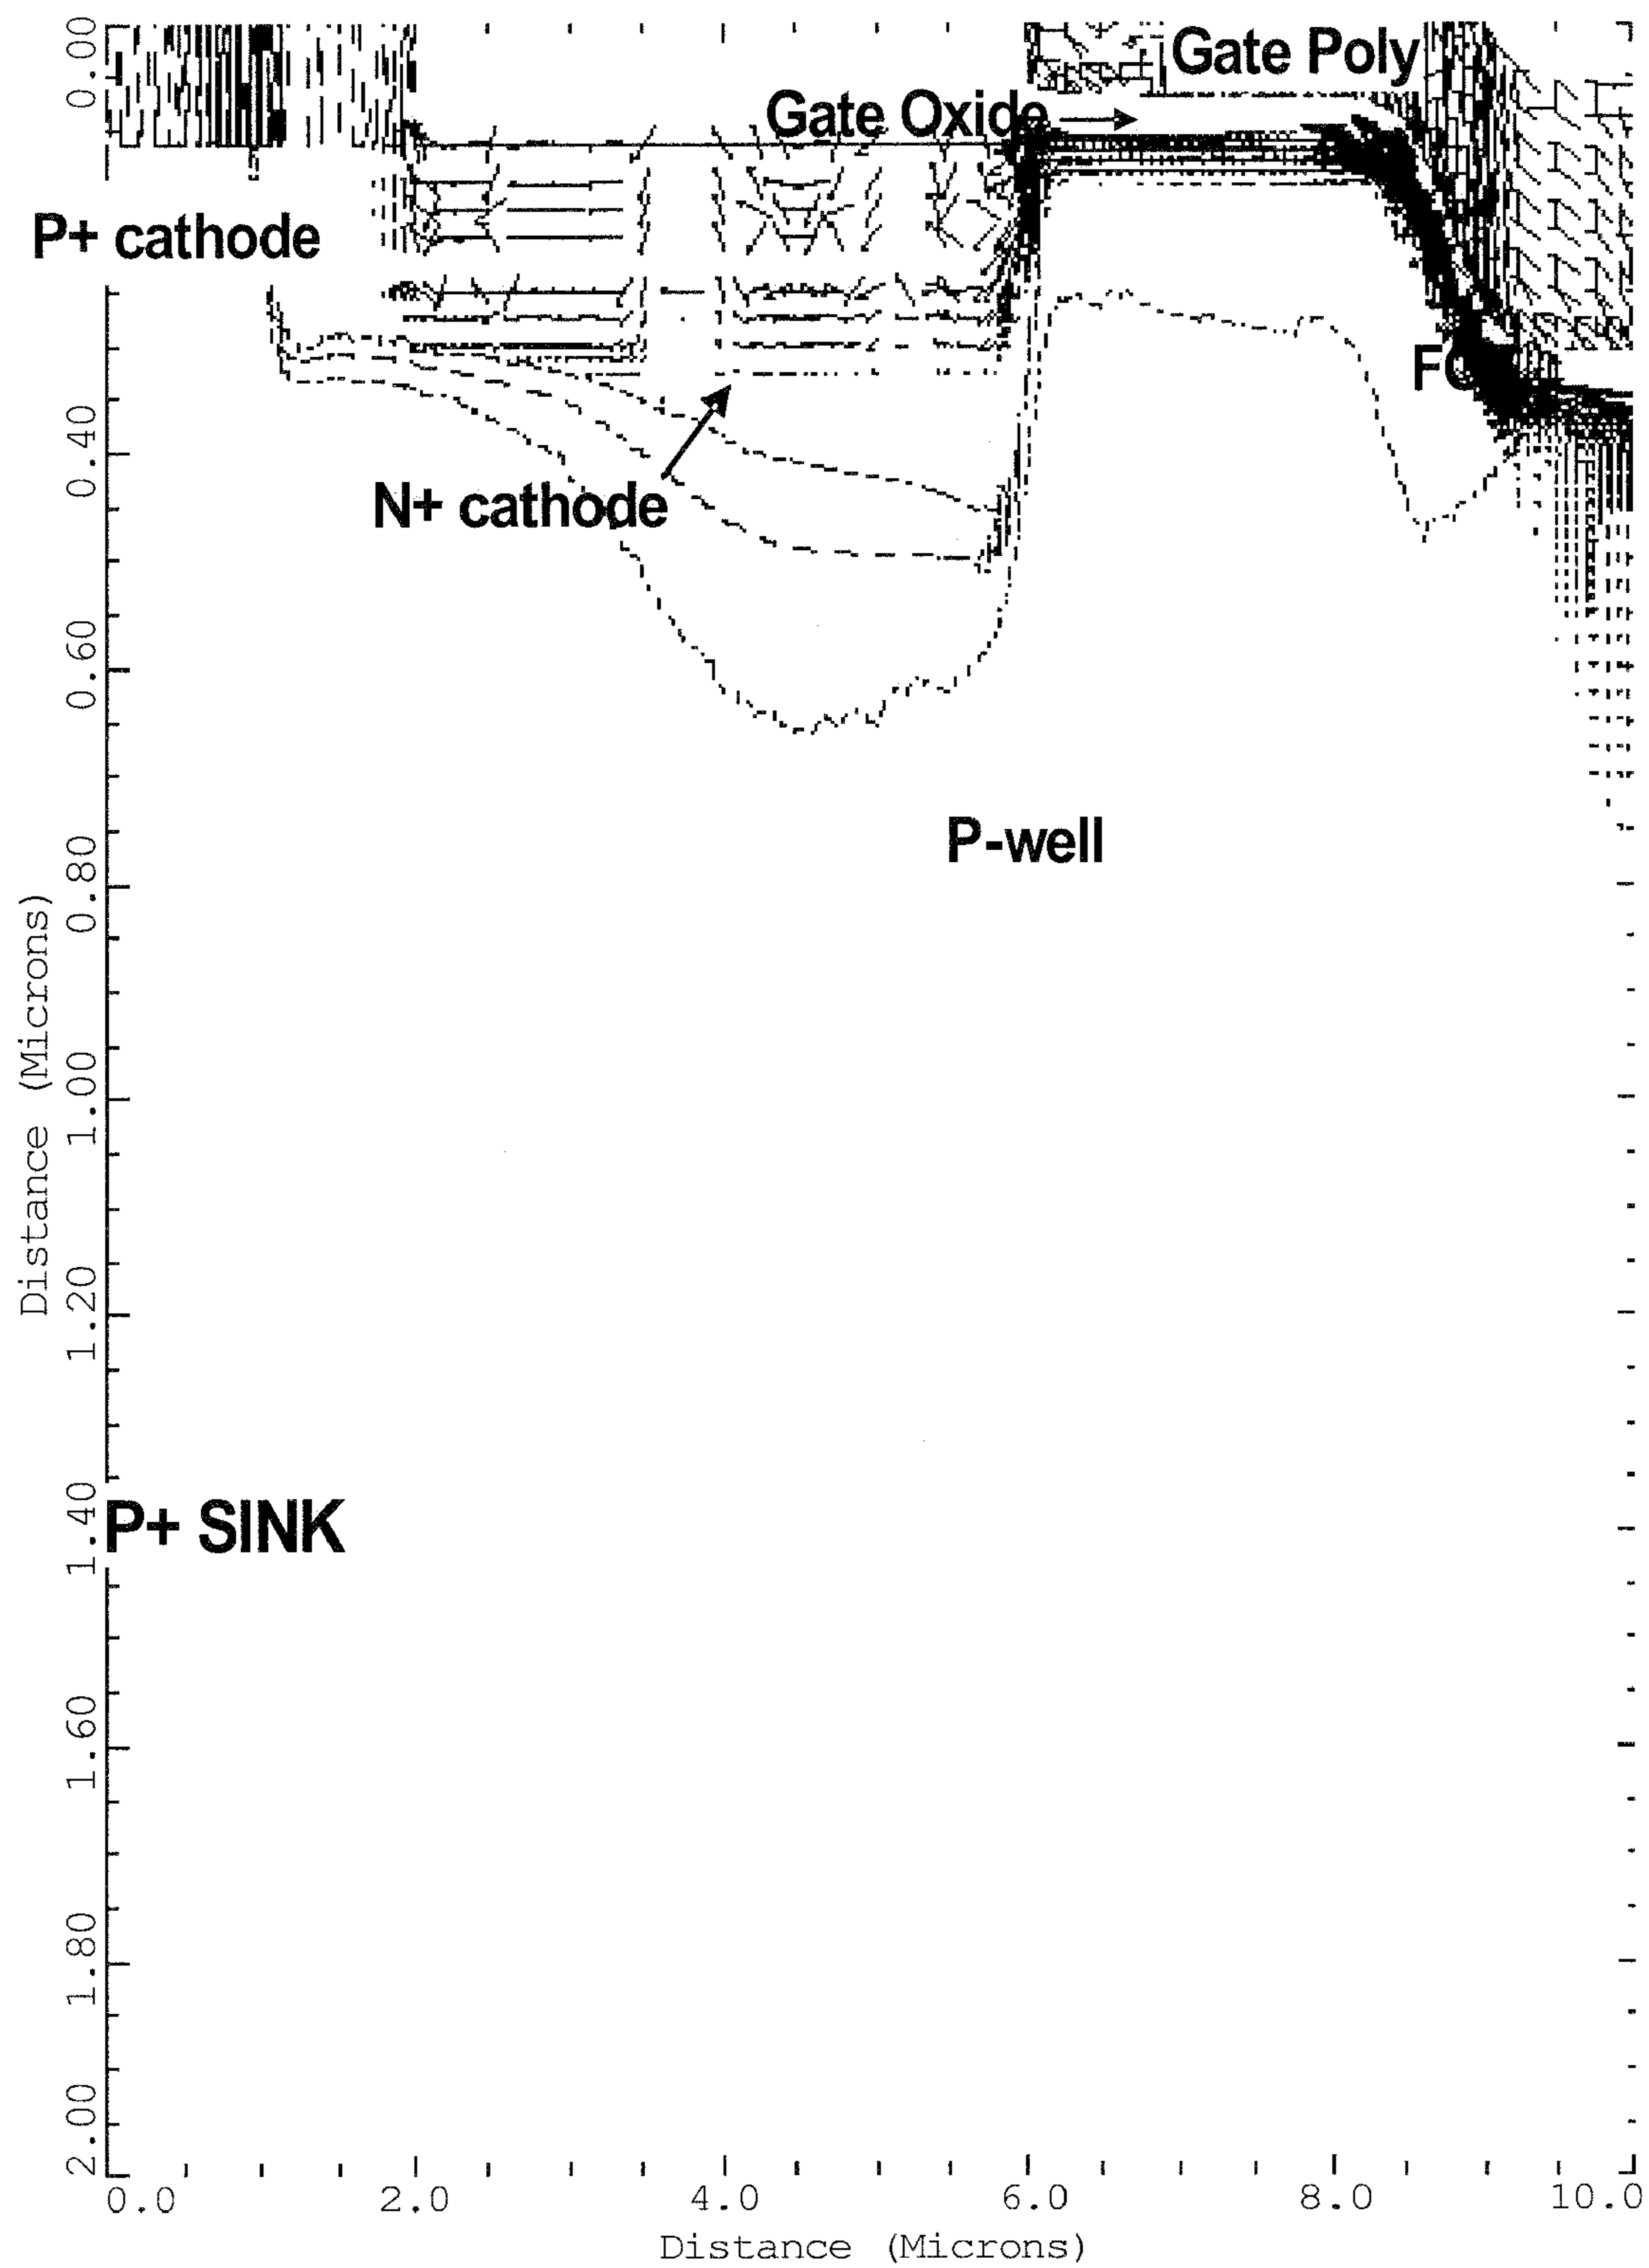 Gate Poly
Gate Oxide
P+ cathode
N+ cathode
P-well
P+ SINK
Distance (Microns)
0.00
0.40
0.60
0.80
1.00
1.20
1.40
1.60
1.80
2.00
0.0 2.0 4.0 6.0 8.0 10.0
Distance (Microns)